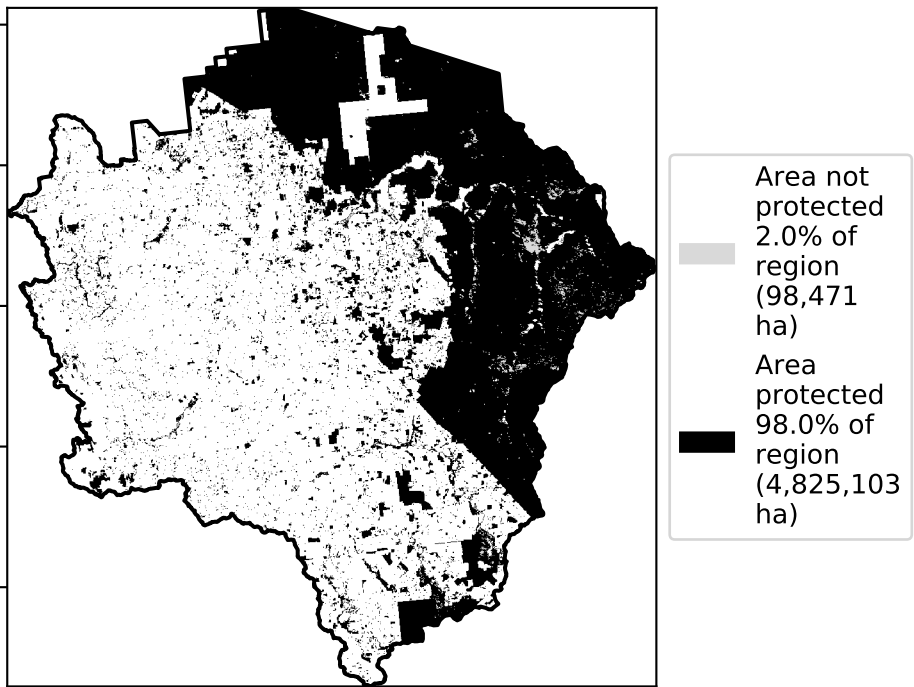 Area not
protected
2.0% of
region
(98,471
ha)
Area
protected
98.0% of
region
(4,825,103
ha)